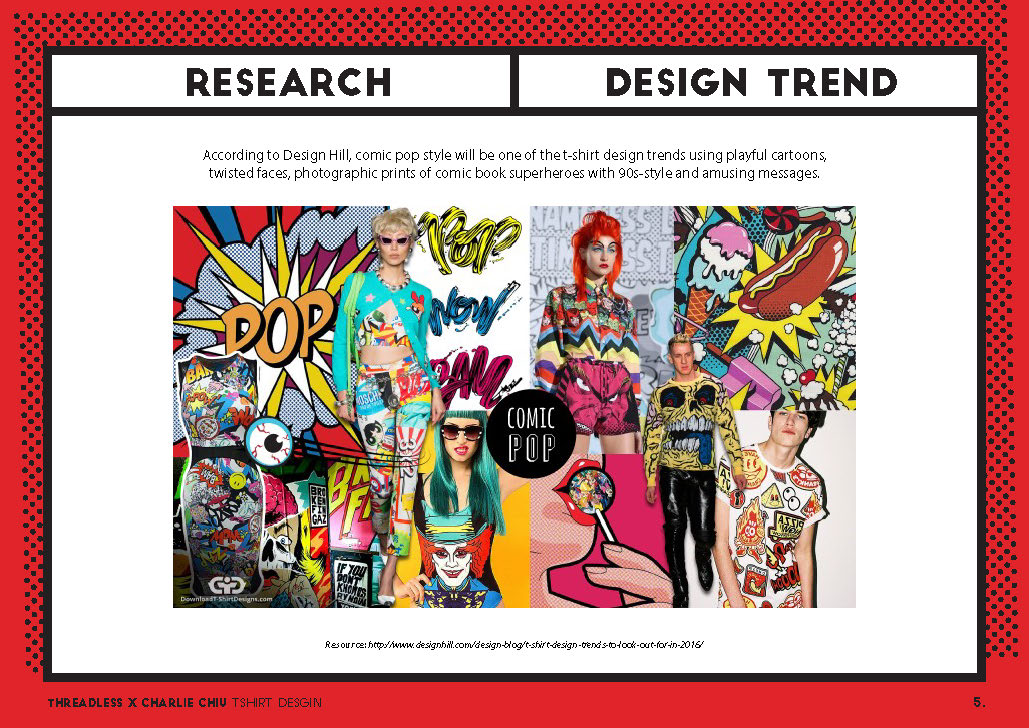 RESEARCH
DESIGN TREND
According to Design Hill, comic pop style will be one of the t-shirt design trends using playful cartoons,
twisted faces, photographic prints of comic book superheroes with 90s-style and amusing messages.
POP
POP
WOW
BAM
NAMELESS
TIMELESS
COMIC
POP
IF YOU
DON'T
DownloadT-ShirtDesigns.com
Resource: http://www.designhill.com/design-blog/t-shirt-design-trends-to-look-out-for-in-2016/
THREADLESS X CHARLIE CHIU TSHIRT DESGIN
5.